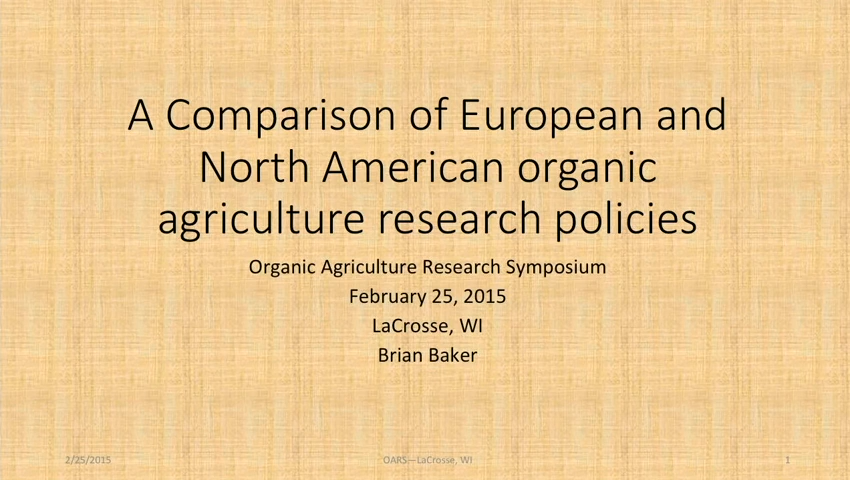 A Comparison of European and
North American organic
agriculture research policies
Organic Agriculture Research Symposium
February 25, 2015
LaCrosse, WI
Brian Baker
2/25/2015
OARS—LaCrosse, WI
1